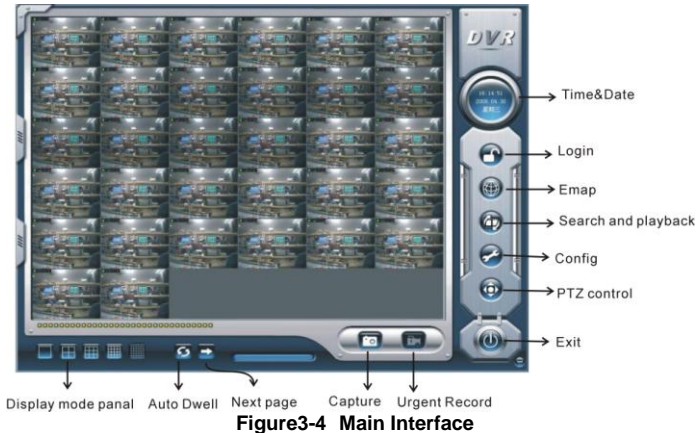 DVR
Time&Date
Login
Emap
Search and playback
Config
PTZ control
Exit
Display mode panal
Auto Dwell
Next page
Capture
Urgent Record
Figure3-4 Main Interface